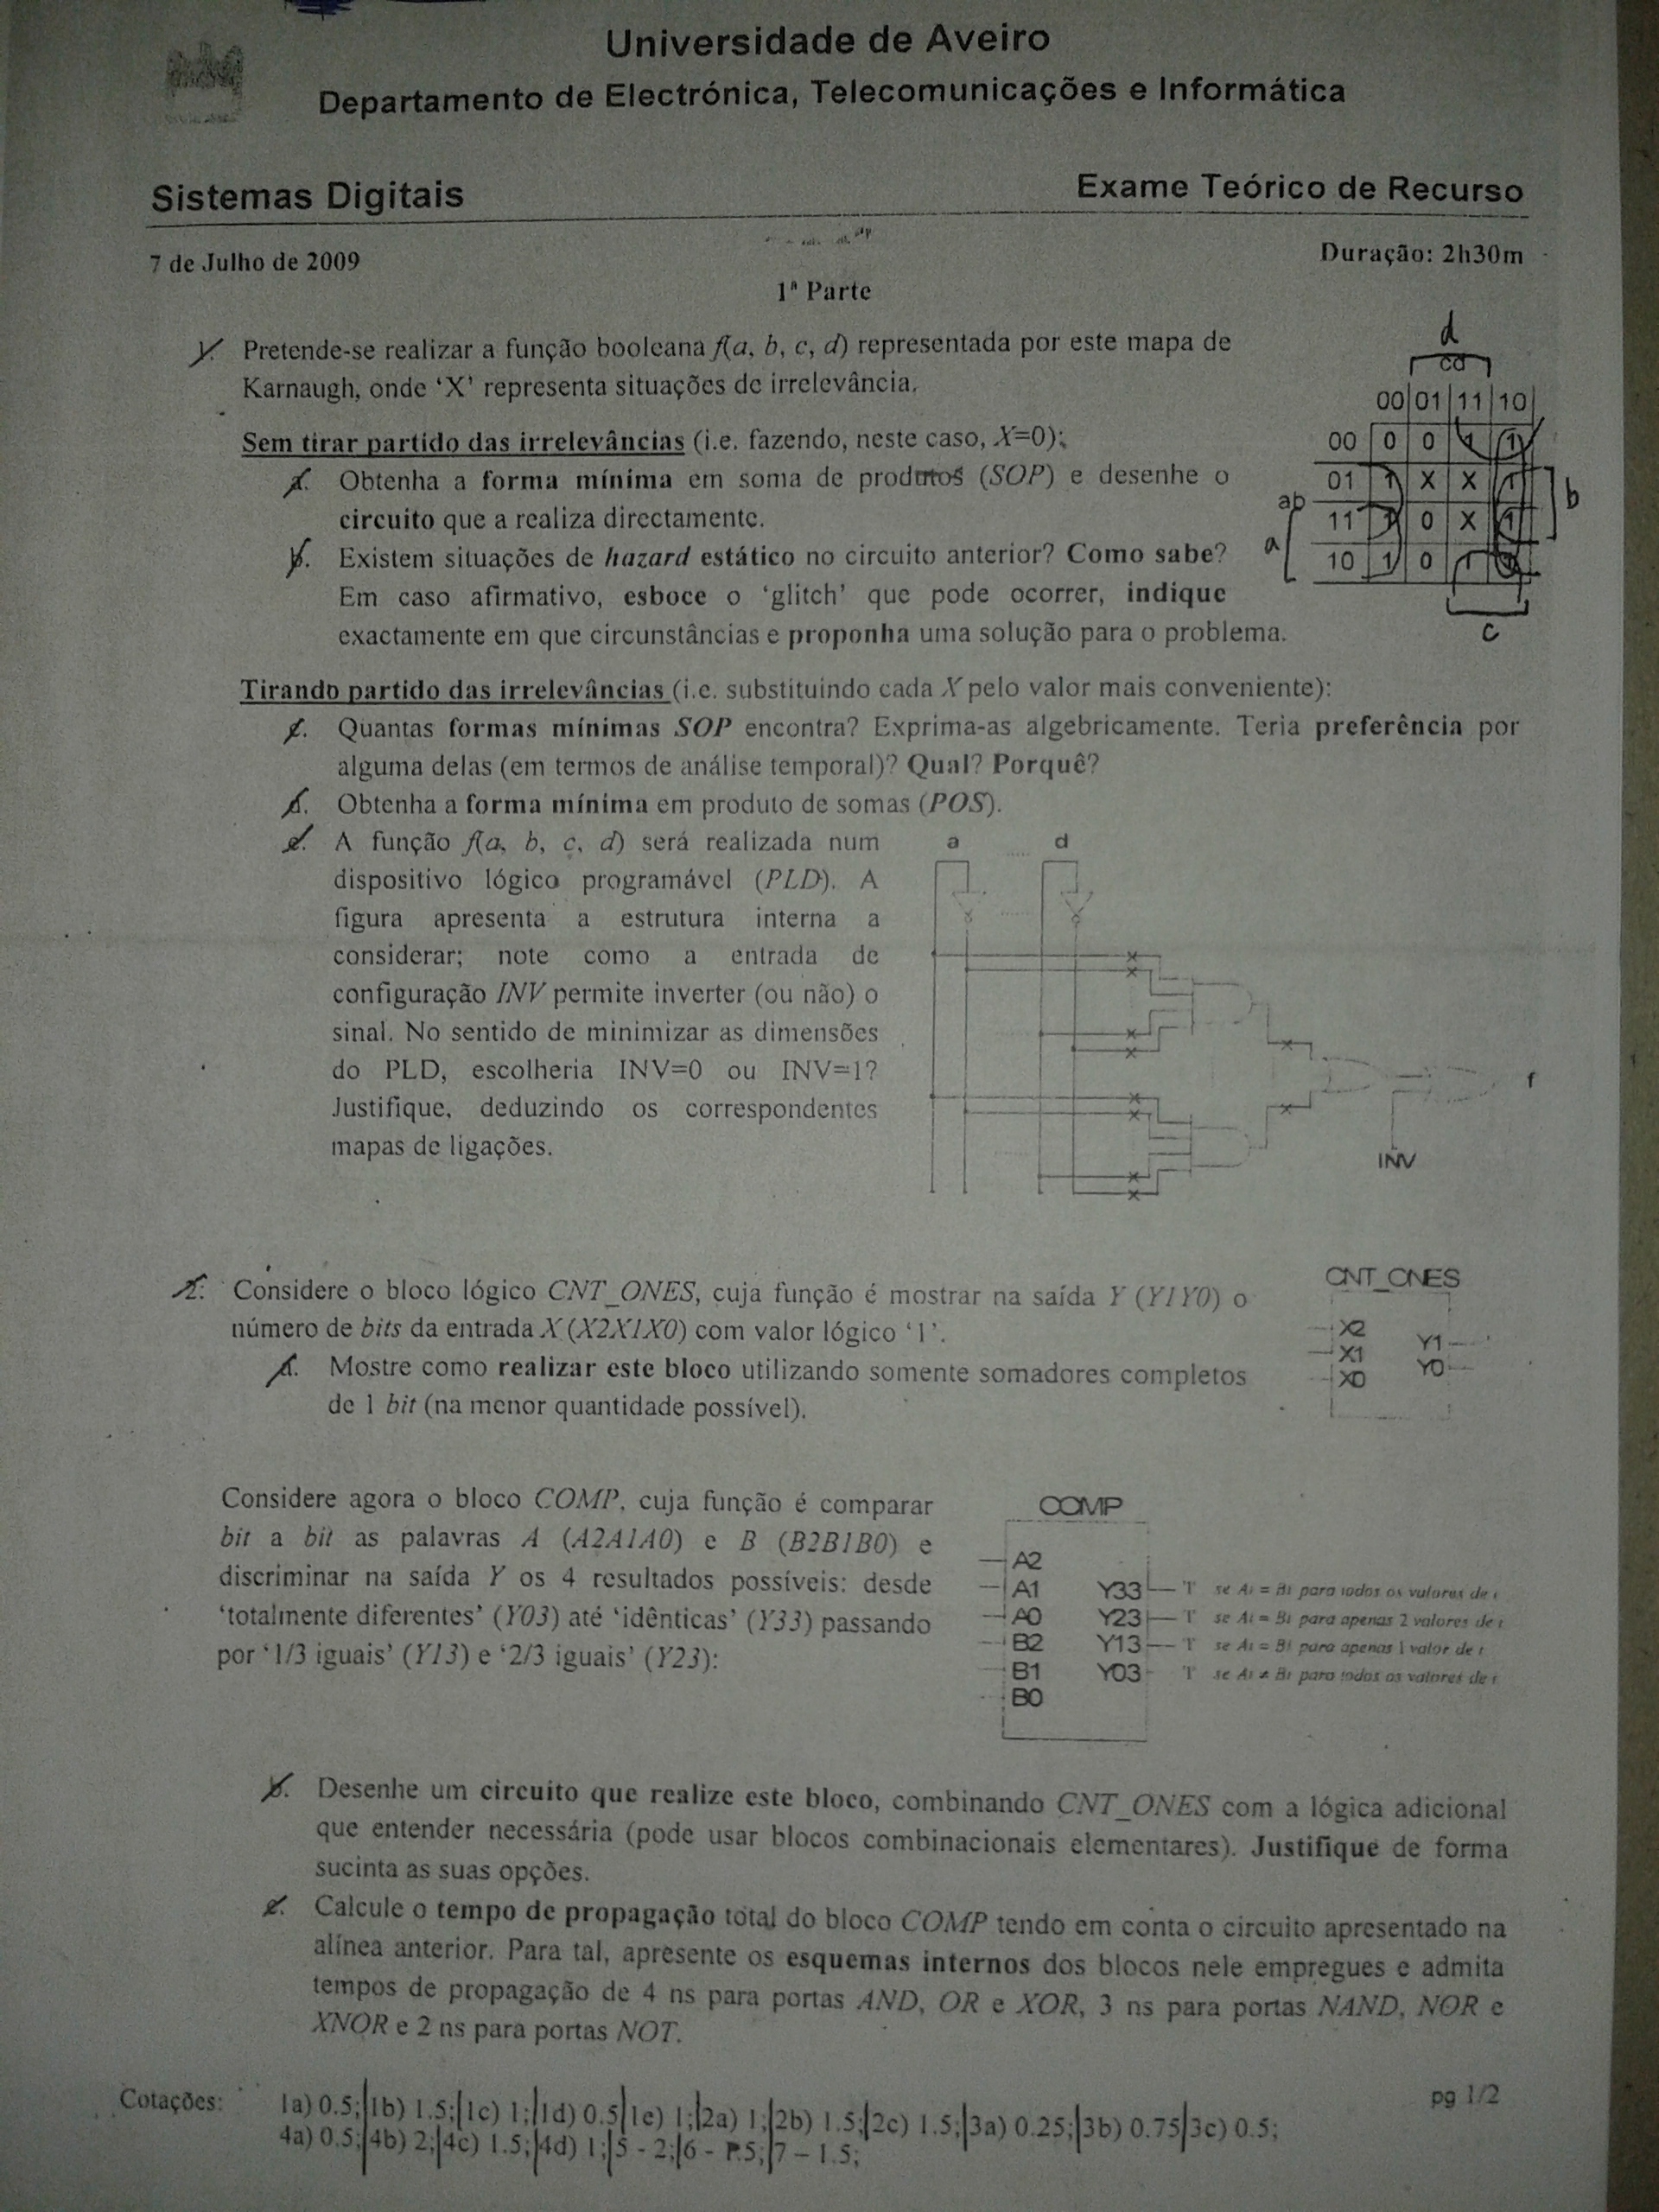 Universidade de Aveiro
Departamento de Electrónica, Telecomunicações e Informática
Sistemas Digitais
Exame Teórico de Recurso
7 de Julho de 2009
Duração: 2h30m
1ª Parte
1. Pretende-se realizar a função booleana f(a, b, c, d) representada por este mapa de
Karnaugh, onde ‘X’ representa situações de irrelevância.
Sem tirar partido das irrelevâncias (i.e. fazendo, neste caso, X=0):
a. Obtenha a forma mínima em soma de produtos (SOP) e desenhe o
circuito que a realiza directamente.
b. Existem situações de hazard estático no circuito anterior? Como sabe?
Em caso afirmativo, esboce o ‘glitch’ que pode ocorrer, indique
exactamente em que circunstâncias e proponha uma solução para o problema.
d
cd
00 01 11 10
00 0 0 1 1
01 1 X X 1
ab
11 1 0 X 1
10 1 0 1 1
a
b
c
Tirando partido das irrelevâncias (i.e. substituindo cada X pelo valor mais conveniente):
c. Quantas formas mínimas SOP encontra? Exprima-as algebricamente. Teria preferência por
alguma delas (em termos de análise temporal)? Qual? Porquê?
d. Obtenha a forma mínima em produto de somas (POS).
e. A função f(a, b, c, d) será realizada num
dispositivo lógico programável (PLD). A
figura apresenta a estrutura interna a
considerar; note como a entrada de
configuração INV permite inverter (ou não) o
sinal. No sentido de minimizar as dimensões
do PLD, escolheria INV=0 ou INV=1?
Justifique, deduzindo os correspondentes
mapas de ligações.
a ..... d
f
INV
2. Considere o bloco lógico CNT_ONES, cuja função é mostrar na saída Y (Y1Y0) o
número de bits da entrada X (X2X1X0) com valor lógico ‘1’.
a. Mostre como realizar este bloco utilizando somente somadores completos
de 1 bit (na menor quantidade possível).
CNT_ONES
X2
X1 Y1
X0 Y0
Considere agora o bloco COMP, cuja função é comparar
bit a bit as palavras A (A2A1A0) e B (B2B1B0) e
discriminar na saída Y os 4 resultados possíveis: desde
‘totalmente diferentes’ (Y03) até ‘idênticas’ (Y33) passando
por ‘1/3 iguais’ (Y13) e ‘2/3 iguais’ (Y23):
COMP
A2
A1 Y33 '1' se Ai = Bi para todos os valores de i
A0 Y23 '1' se Ai = Bi para apenas 2 valores de i
B2 Y13 '1' se Ai = Bi para apenas 1 valor de i
B1 Y03 '1' se Ai ≠ Bi para todos os valores de i
B0
b. Desenhe um circuito que realize este bloco, combinando CNT_ONES com a lógica adicional
que entender necessária (pode usar blocos combinacionais elementares). Justifique de forma
sucinta as suas opções.
c. Calcule o tempo de propagação total do bloco COMP tendo em conta o circuito apresentado na
alínea anterior. Para tal, apresente os esquemas internos dos blocos nele empregues e admita
tempos de propagação de 4 ns para portas AND, OR e XOR, 3 ns para portas NAND, NOR e
XNOR e 2 ns para portas NOT.
pg 1/2
Cotações: 1a) 0.5; 1b) 1.5; 1c) 1; 1d) 0.5 1e) 1; 2a) 1; 2b) 1.5; 2c) 1.5; 3a) 0.25; 3b) 0.75 3c) 0.5;
4a) 0.5; 4b) 2; 4c) 1.5; 4d) 1; 5 - 2; 6 - 7 – 1.5;